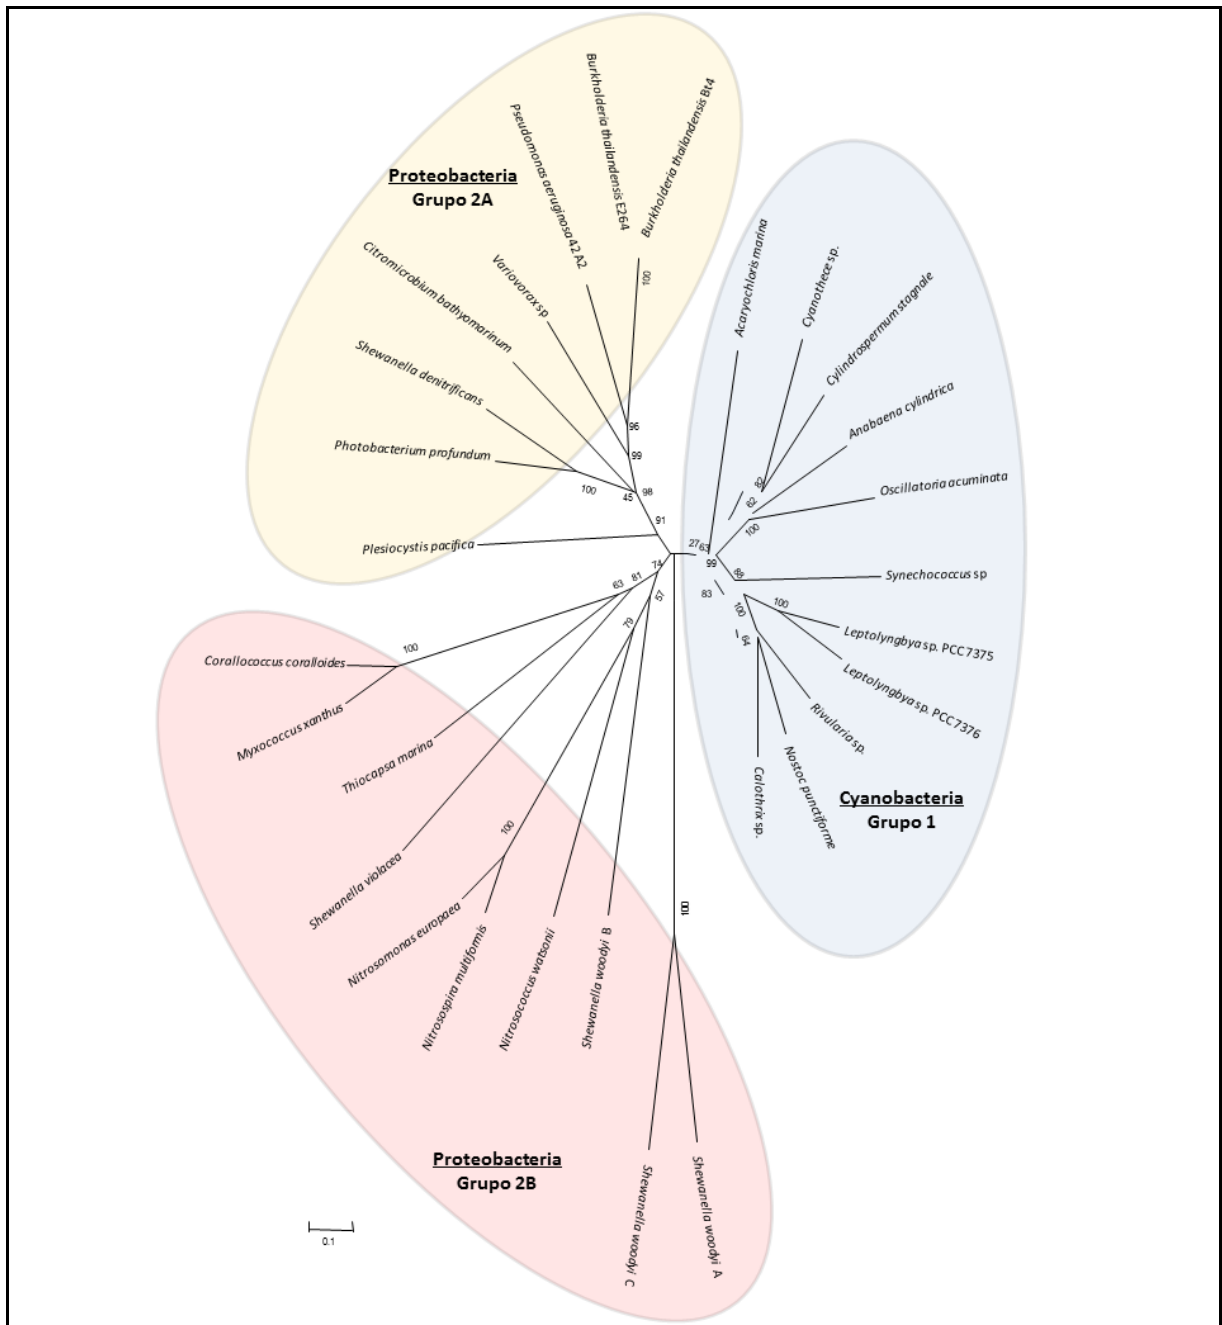 Burkholderia thailandensis E264
Burkholderia thailandensis Bt4
Pseudomonas aeruginosa 42A2
Proteobacteria
Grupo 2A
Variovorax sp
Citromicrobium bathyomarinum
Shewanella denitrificans
Photobacterium profundum
Plesiocystis pacifica
100
96
99
98
45
100
91
Acaryochloris marina
Cyanothece sp.
Cylindrospermum stagnale
Anabaena cylindrica
Oscillatoria acuminata
Synechococcus sp
Leptolyngbya sp. PCC7375
Leptolyngbya sp. PCC7376
Rivularia sp.
Nostoc punctiforme
Calothrix sp.
Cyanobacteria
Grupo 1
82
62
100
27
63
99
88
83
100
100
64
74
81
63
57
79
100
Corallococcus coralloides
Myxococcus xanthus
Thiocapsa marina
Shewanella violacea
100
Nitrosomonas europaea
Nitrosospira multiformis
Nitrosococcus watsonii
Shewanella woodyi B
100
Proteobacteria
Grupo 2B
Shewanella woodyi C
Shewanella woodyi A
0.1